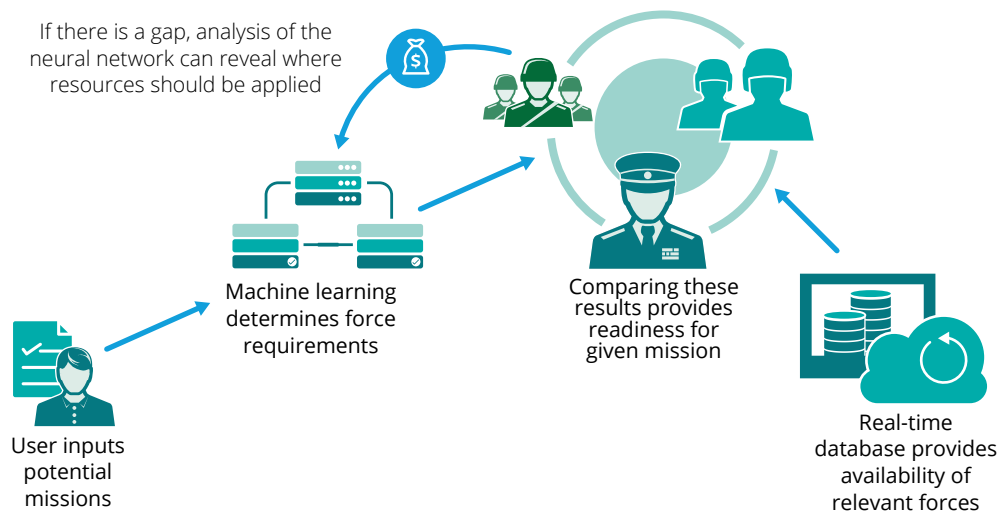 If there is a gap, analysis of the
neural network can reveal where
resources should be applied
$
Machine learning
determines force
requirements
Comparing these
results provides
readiness for
given mission
User inputs
potential
missions
Real-time
database provides
availability of
relevant forces